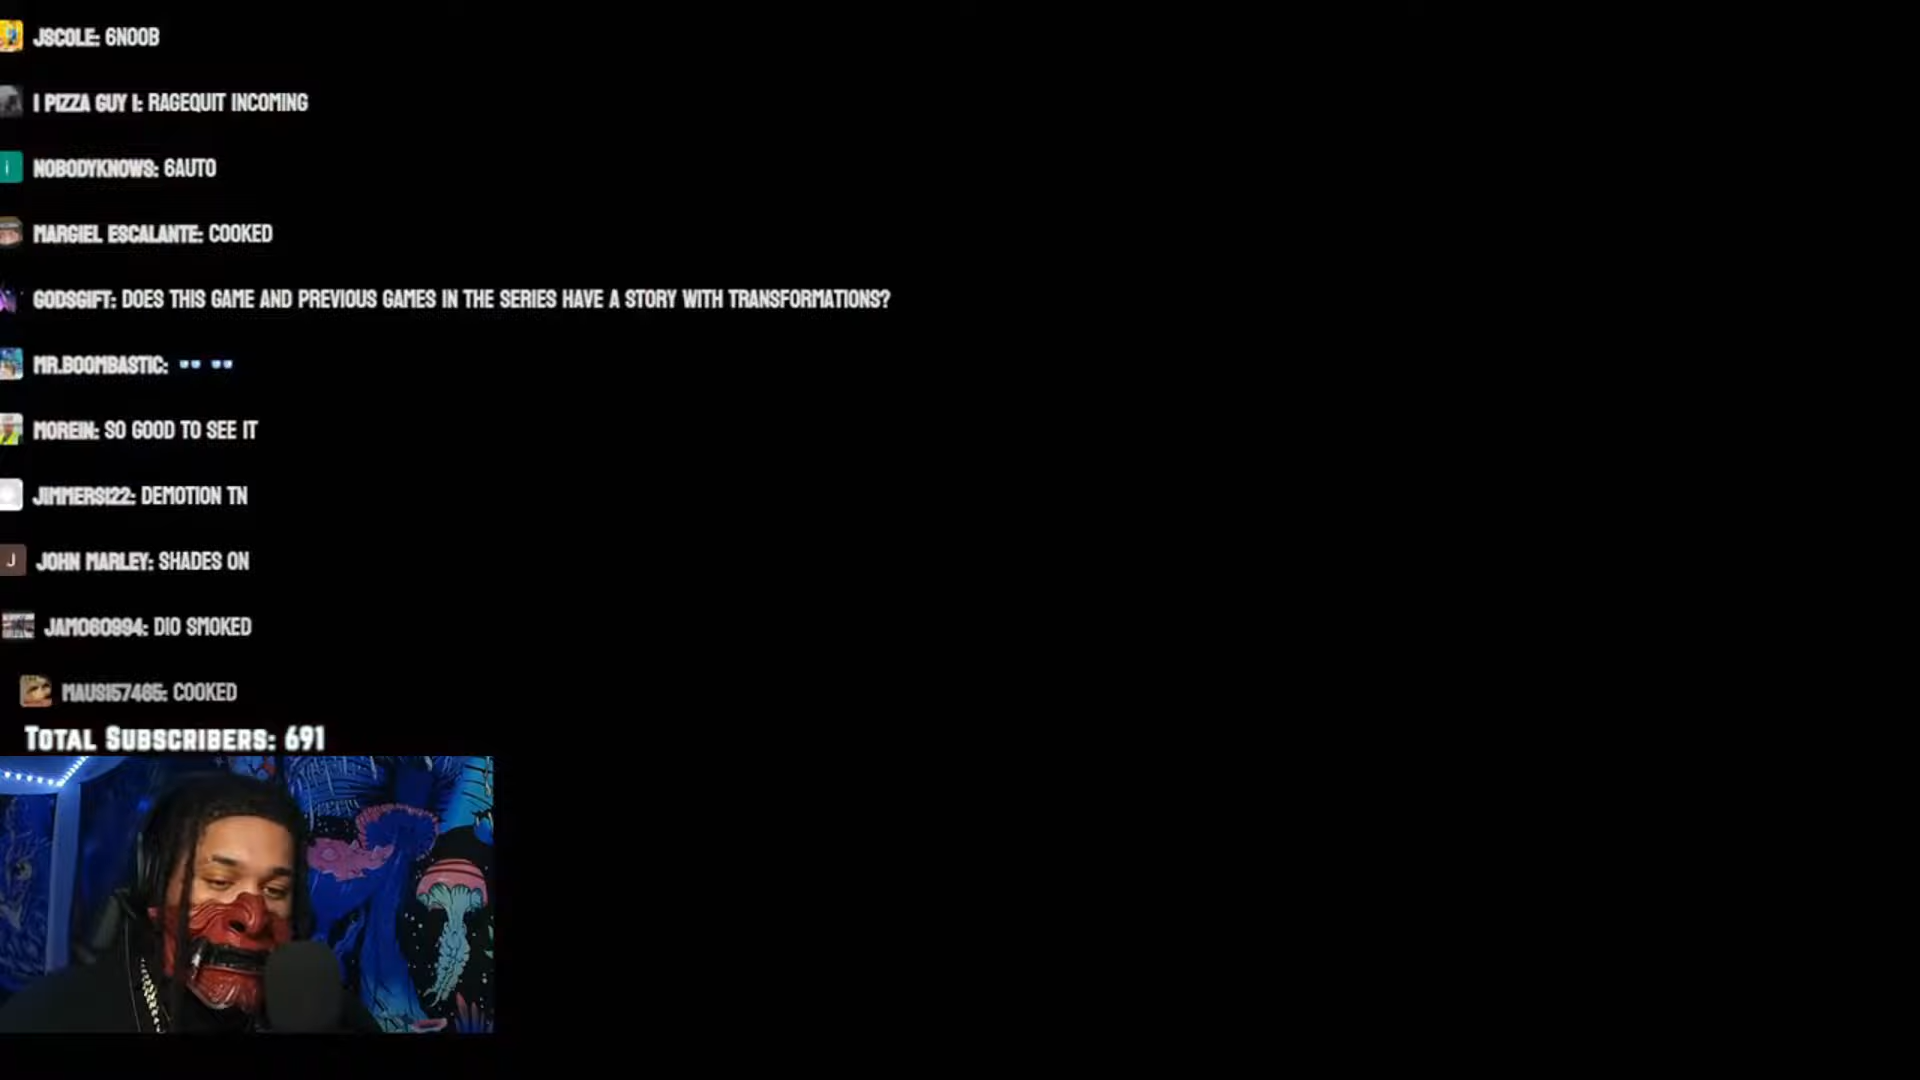 JSCOLE: 6NOOB
I PIZZA GUY I: RAGEQUIT INCOMING
NOBODYKNOWS: 6AUTO
MARGIEL ESCALANTE: COOKED
GODSGIFT: DOES THIS GAME AND PREVIOUS GAMES IN THE SERIES HAVE A STORY WITH TRANSFORMATIONS?
MR.BOOMBASTIC:
MOREIN: SO GOOD TO SEE IT
JIMMERS122: DEMOTION TN
J JOHN MARLEY: SHADES ON
JAMO60994: DIO SMOKED
MAUS157465: COOKED
TOTAL SUBSCRIBERS: 691